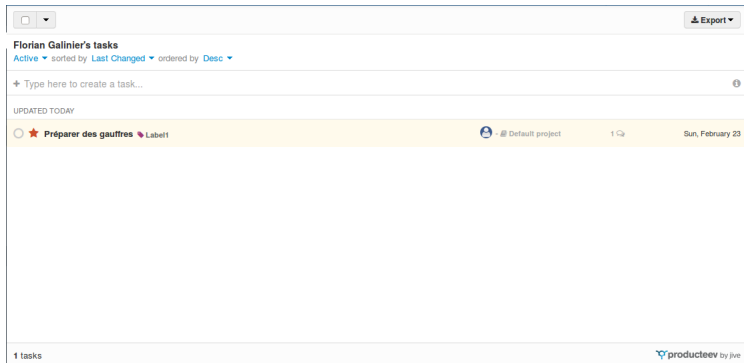 Export
Florian Galinier's tasks
Active sorted by Last Changed ordered by Desc
+ Type here to create a task...
UPDATED TODAY
Préparer des gauffres Label1 - Default project 1 Sun, February 23
1 tasks producteev by jive